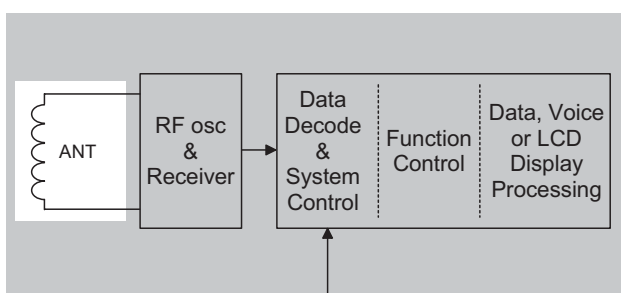 ANT
RF osc
&
Receiver
Data
Decode
&
System
Control
Function
Control
Data, Voice
or LCD
Display
Processing